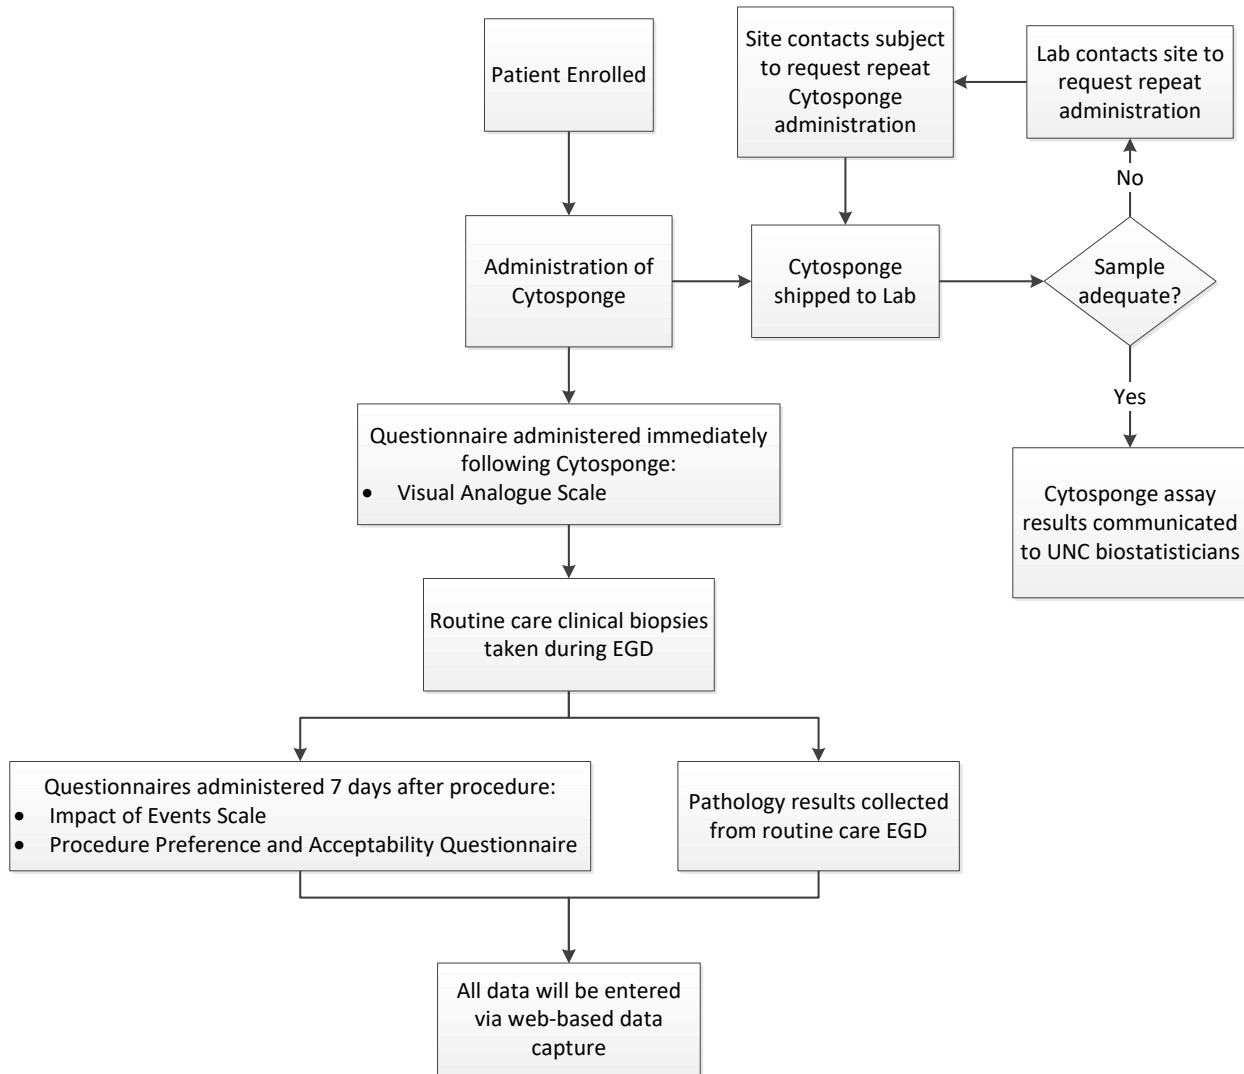 Patient Enrolled
Site contacts subject
to request repeat
Cytosponge
administration
Lab contacts site to
request repeat
administration
No
Administration of
Cytosponge
Cytosponge
shipped to Lab
Sample
adequate?
Yes
Questionnaire administered immediately
following Cytosponge:
• Visual Analogue Scale
Cytosponge assay
results communicated
to UNC biostatisticians
Routine care clinical biopsies
taken during EGD
Questionnaires administered 7 days after procedure:
• Impact of Events Scale
• Procedure Preference and Acceptability Questionnaire
Pathology results collected
from routine care EGD
All data will be entered
via web-based data
capture